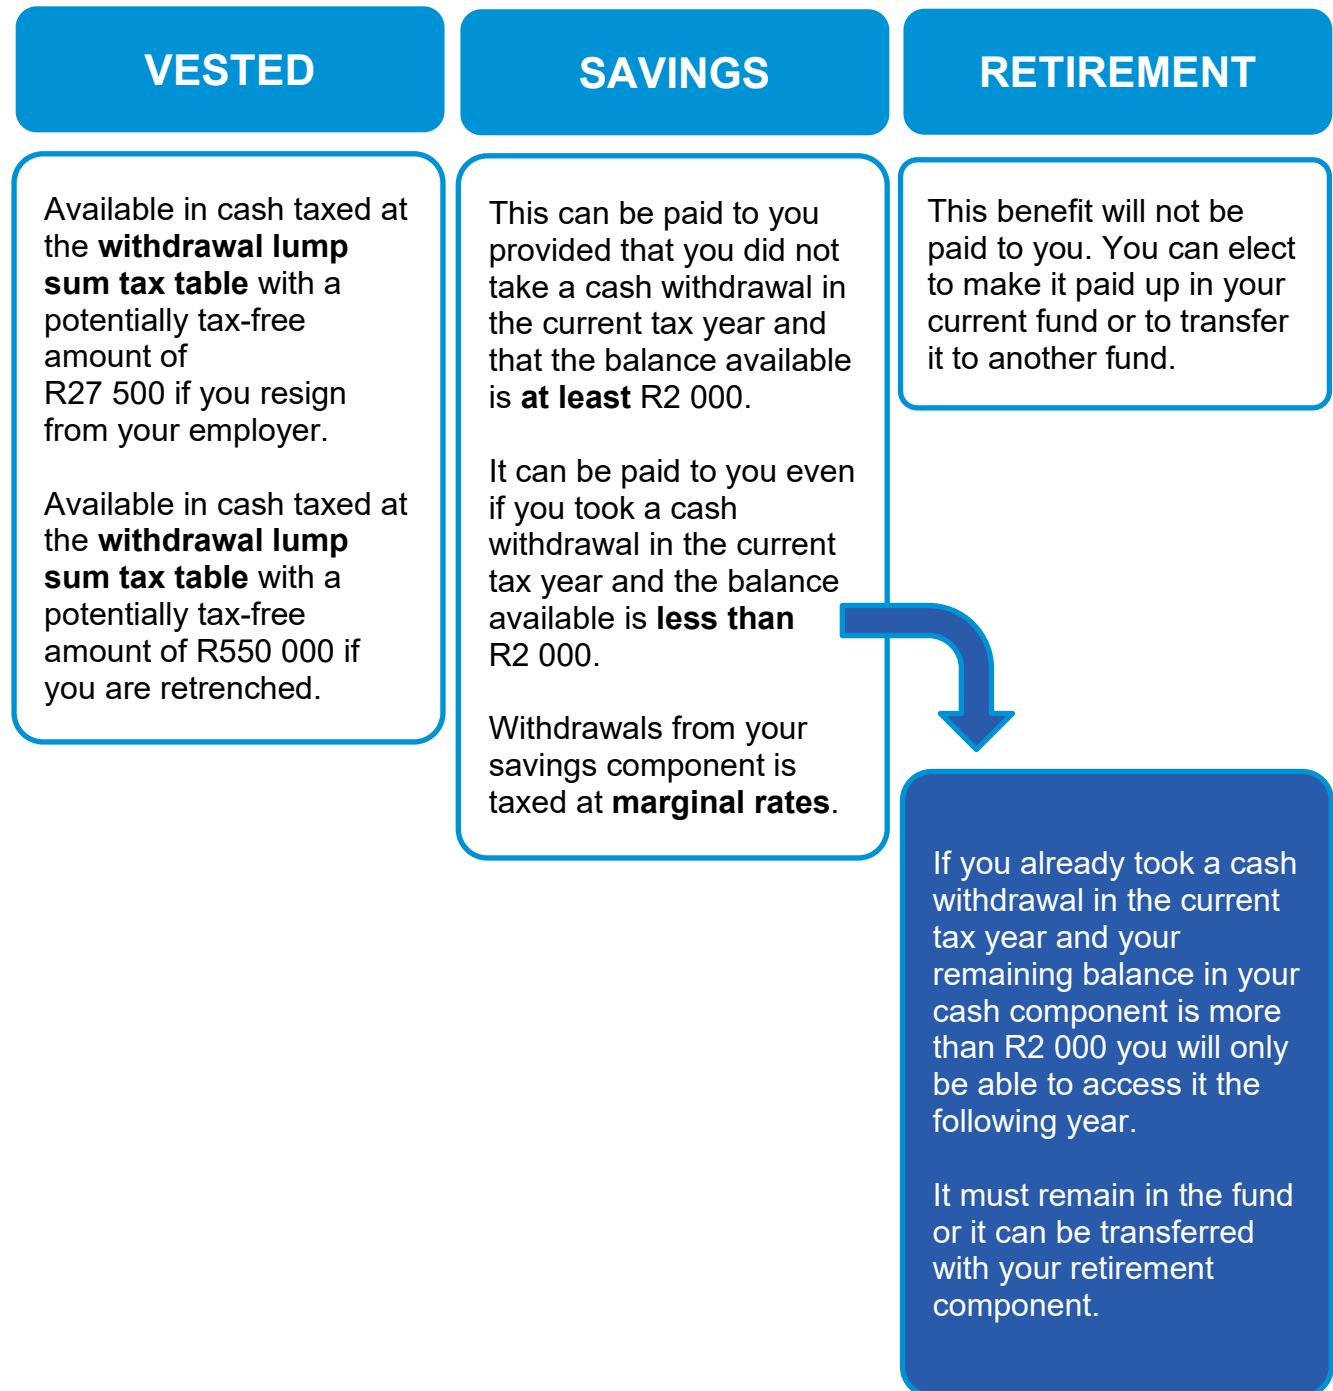 VESTED
Available in cash taxed at
the withdrawal lump
sum tax table with a
potentially tax-free
amount of
R27 500 if you resign
from your employer.
Available in cash taxed at
the withdrawal lump
sum tax table with a
potentially tax-free
amount of R550 000 if
you are retrenched.
SAVINGS
This can be paid to you
provided that you did not
take a cash withdrawal in
the current tax year and
that the balance available
is at least R2 000.
It can be paid to you even
if you took a cash
withdrawal in the current
tax year and the balance
available is less than
R2 000.
Withdrawals from your
savings component is
taxed at marginal rates.
RETIREMENT
This benefit will not be
paid to you. You can elect
to make it paid up in your
current fund or to transfer
it to another fund.
If you already took a cash
withdrawal in the current
tax year and your
remaining balance in your
cash component is more
than R2 000 you will only
be able to access it the
following year.
It must remain in the fund
or it can be transferred
with your retirement
component.